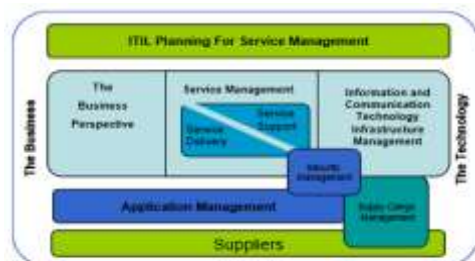 ITIL Planning For Service Management
The Business
The
Business
Perspective
Service Management
Service
Support
Service
Delivery
Information and
Communication
Technology
Infrastructure
Management
The Technology
Security
Management
Application Management
Management
Suppliers